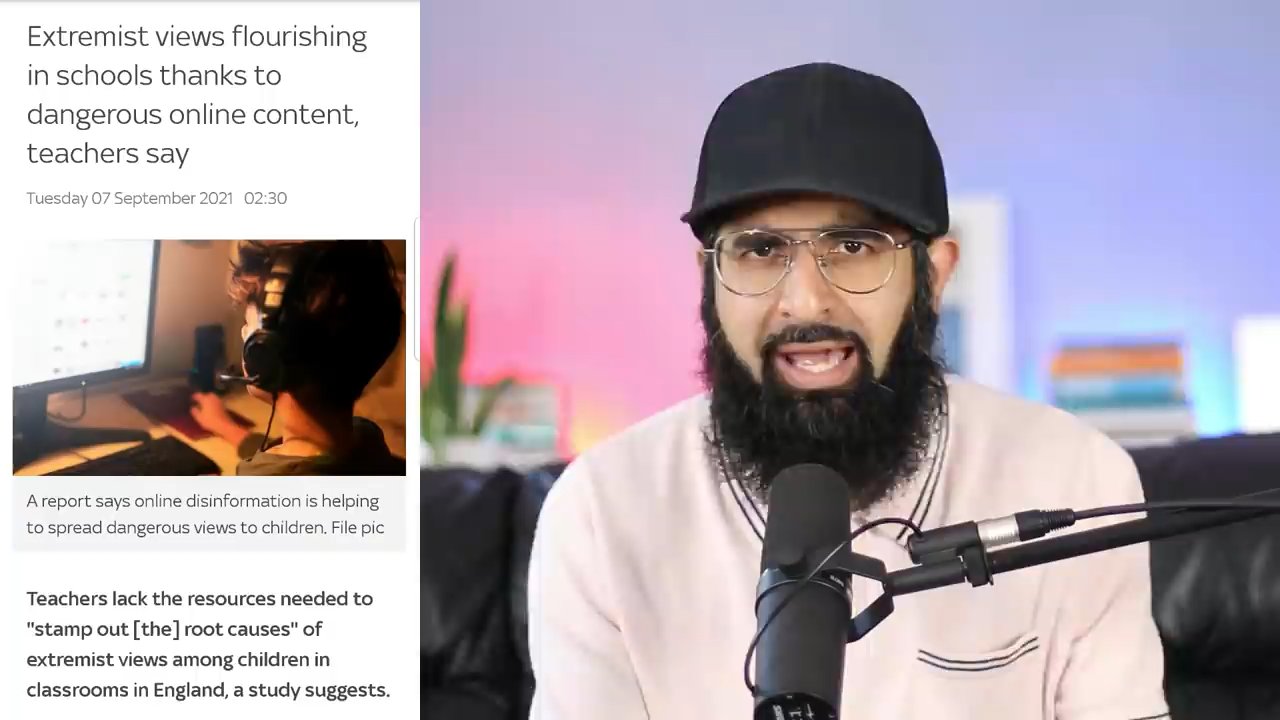 Extremist views flourishing
in schools thanks to
dangerous online content,
teachers say
Tuesday 07 September 2021 02:30
A report says online disinformation is helping
to spread dangerous views to children. File pic
Teachers lack the resources needed to
"stamp out [the] root causes" of
extremist views among children in
classrooms in England, a study suggests.